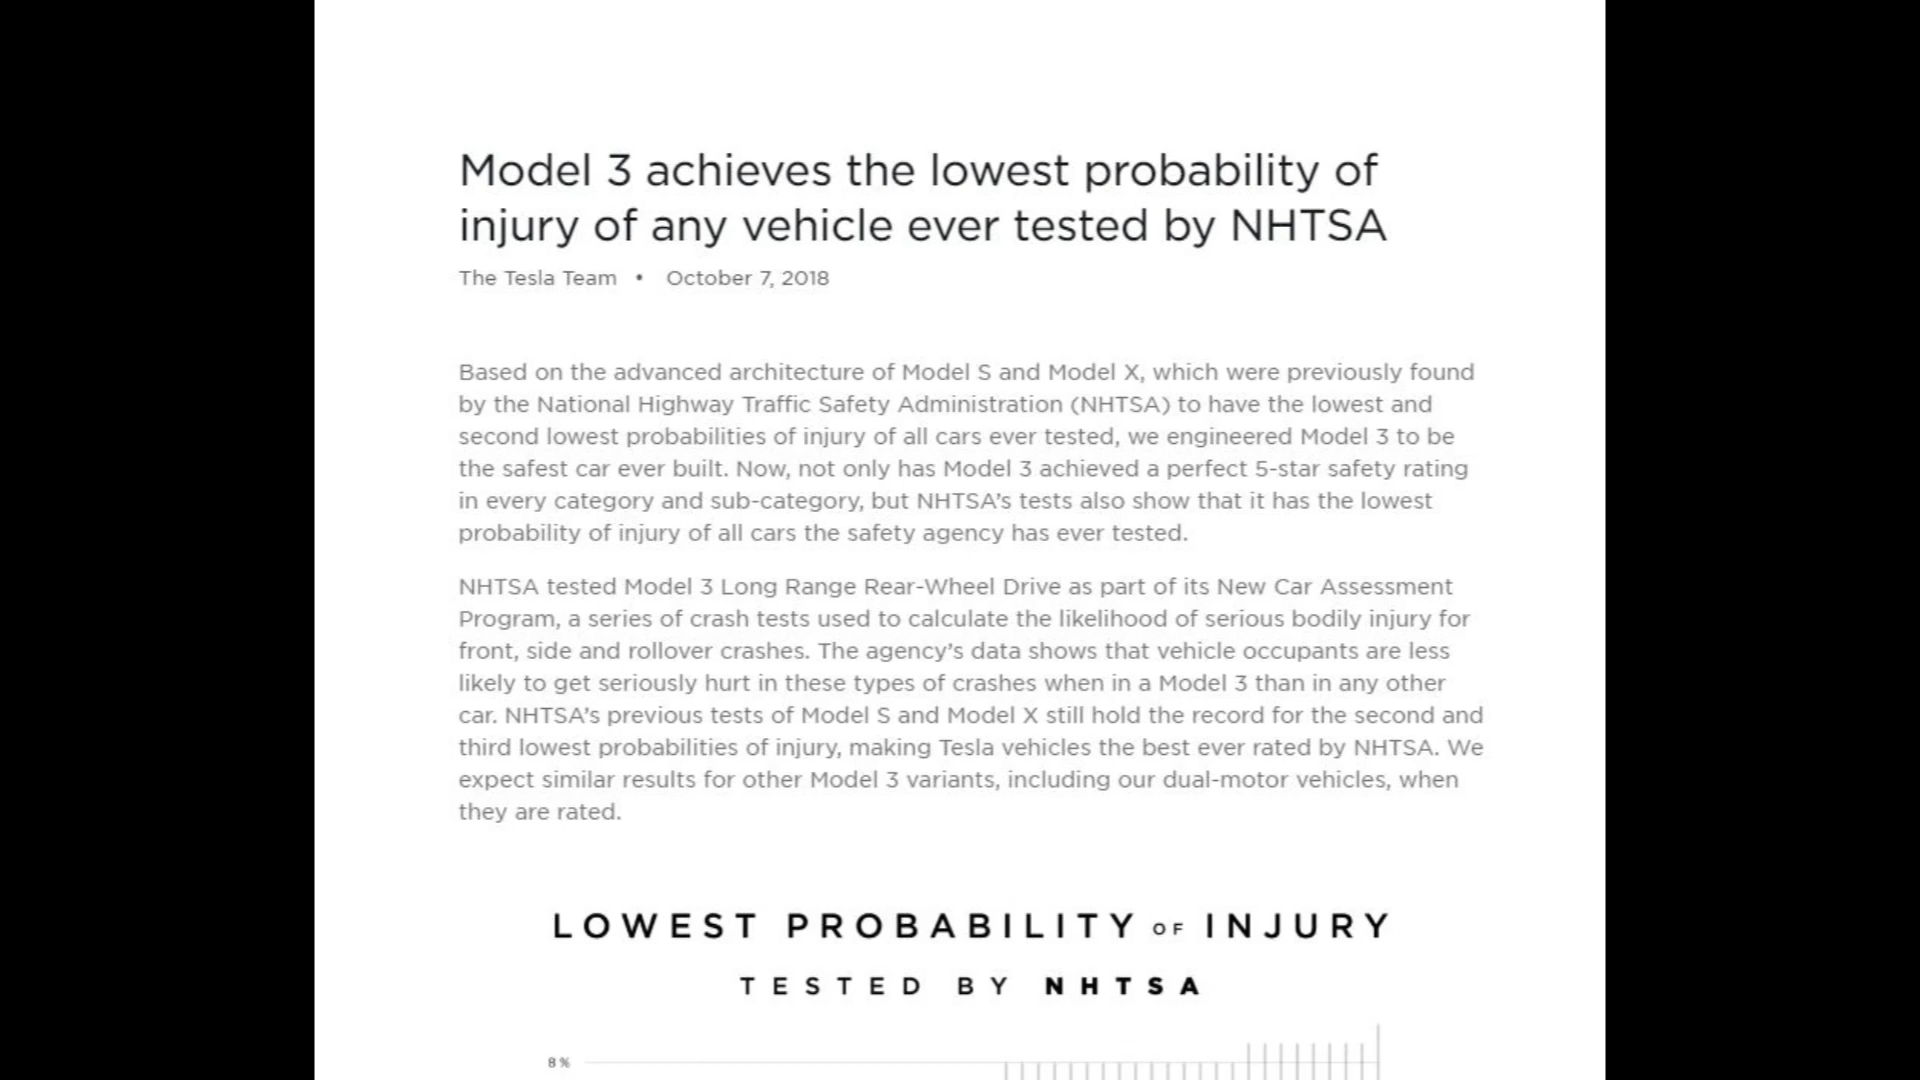 Model 3 achieves the lowest probability of
injury of any vehicle ever tested by NHTSA
The Tesla Team • October 7, 2018
Based on the advanced architecture of Model S and Model X, which were previously found
by the National Highway Traffic Safety Administration (NHTSA) to have the lowest and
second lowest probabilities of injury of all cars ever tested, we engineered Model 3 to be
the safest car ever built. Now, not only has Model 3 achieved a perfect 5-star safety rating
in every category and sub-category, but NHTSA’s tests also show that it has the lowest
probability of injury of all cars the safety agency has ever tested.
NHTSA tested Model 3 Long Range Rear-Wheel Drive as part of its New Car Assessment
Program, a series of crash tests used to calculate the likelihood of serious bodily injury for
front, side and rollover crashes. The agency’s data shows that vehicle occupants are less
likely to get seriously hurt in these types of crashes when in a Model 3 than in any other
car. NHTSA’s previous tests of Model S and Model X still hold the record for the second and
third lowest probabilities of injury, making Tesla vehicles the best ever rated by NHTSA. We
expect similar results for other Model 3 variants, including our dual-motor vehicles, when
they are rated.
LOWEST PROBABILITY OF INJURY
TESTED BY NHTSA
8%